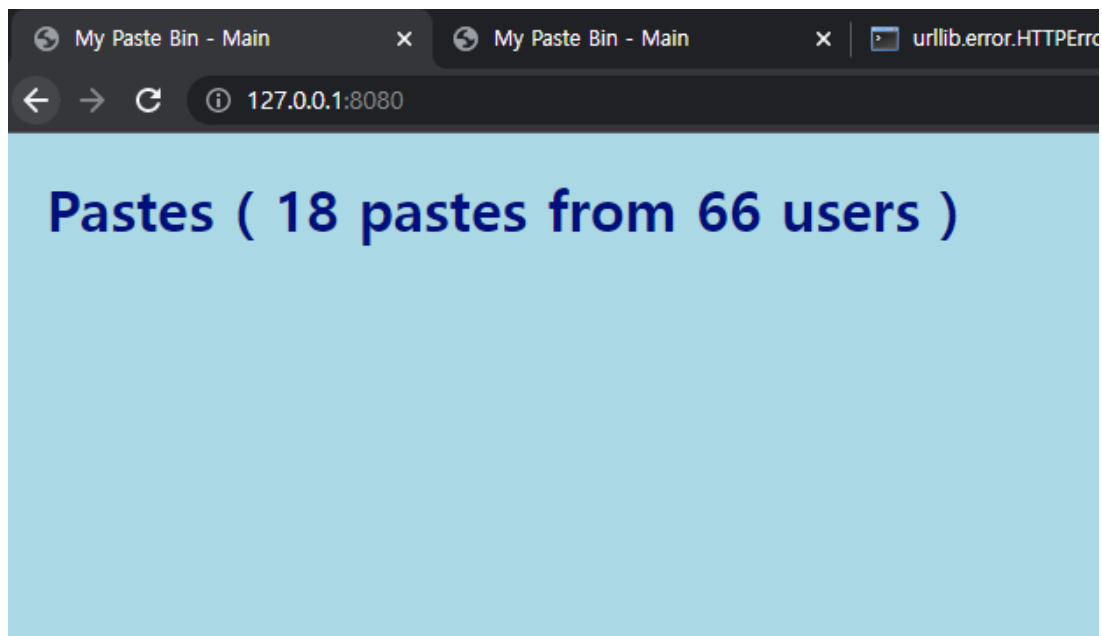 My Paste Bin - Main
My Paste Bin - Main
urllib.error.HTTPErro
127.0.0.1:8080
Pastes ( 18 pastes from 66 users )